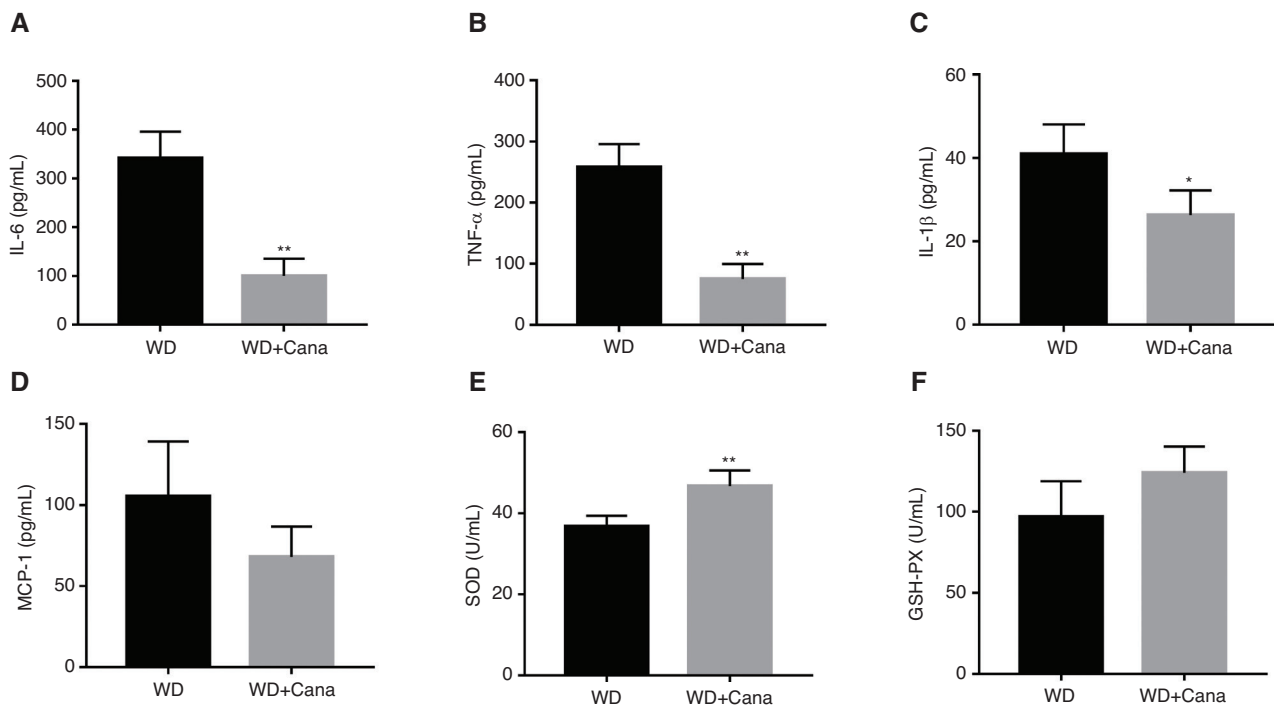 A
IL-6 (pg/mL)
500
400
300
200
100
0
**
WD
WD+Cana
B
TNF-α (pg/mL)
400
300
200
100
0
**
WD
WD+Cana
C
IL-1β (pg/mL)
60
40
20
0
*
WD
WD+Cana
D
MCP-1 (pg/mL)
150
100
50
0
WD
WD+Cana
E
SOD (U/mL)
60
40
20
0
**
WD
WD+Cana
F
GSH-PX (U/mL)
150
100
50
0
WD
WD+Cana